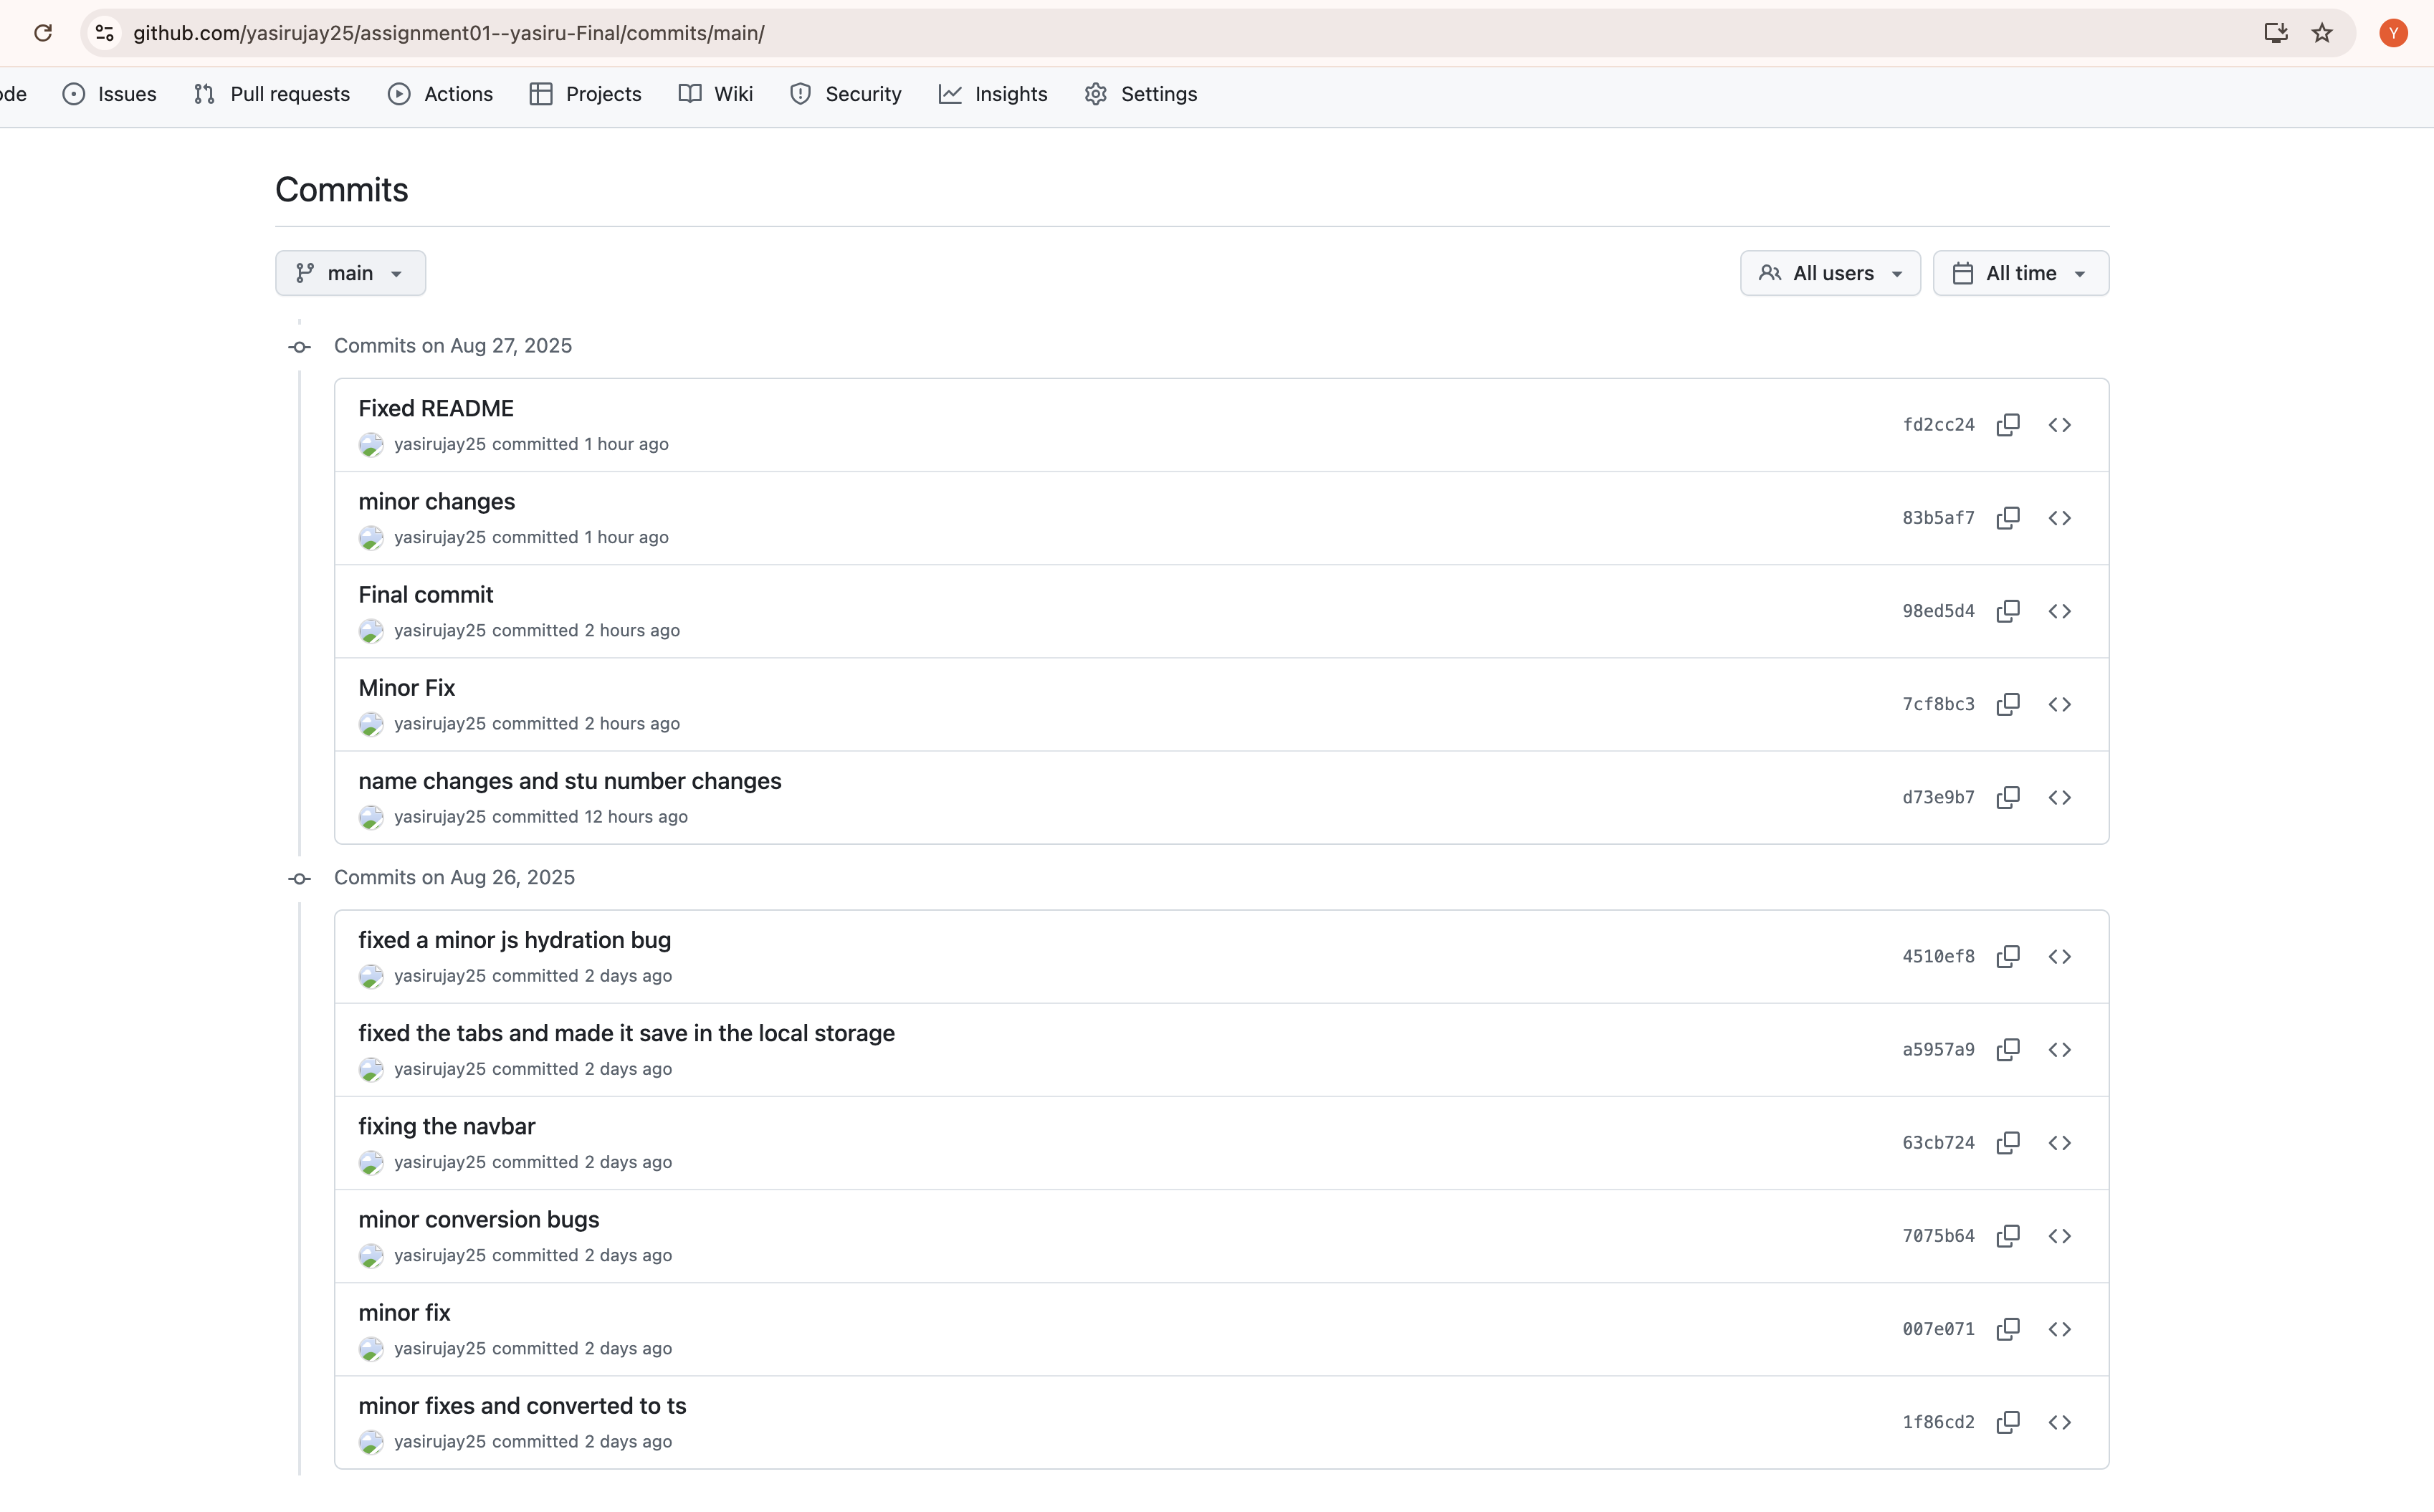 github.com/yasirujay25/assignment01--yasiru-Final/commits/main/
Y
ode Issues Pull requests Actions Projects Wiki Security Insights Settings
Commits
main All users All time
Commits on Aug 27, 2025
Fixed README
yasirujay25 committed 1 hour ago
fd2cc24
minor changes
yasirujay25 committed 1 hour ago
83b5af7
Final commit
yasirujay25 committed 2 hours ago
98ed5d4
Minor Fix
yasirujay25 committed 2 hours ago
7cf8bc3
name changes and stu number changes
yasirujay25 committed 12 hours ago
d73e9b7
Commits on Aug 26, 2025
fixed a minor js hydration bug
yasirujay25 committed 2 days ago
4510ef8
fixed the tabs and made it save in the local storage
yasirujay25 committed 2 days ago
a5957a9
fixing the navbar
yasirujay25 committed 2 days ago
63cb724
minor conversion bugs
yasirujay25 committed 2 days ago
7075b64
minor fix
yasirujay25 committed 2 days ago
007e071
minor fixes and converted to ts
yasirujay25 committed 2 days ago
1f86cd2